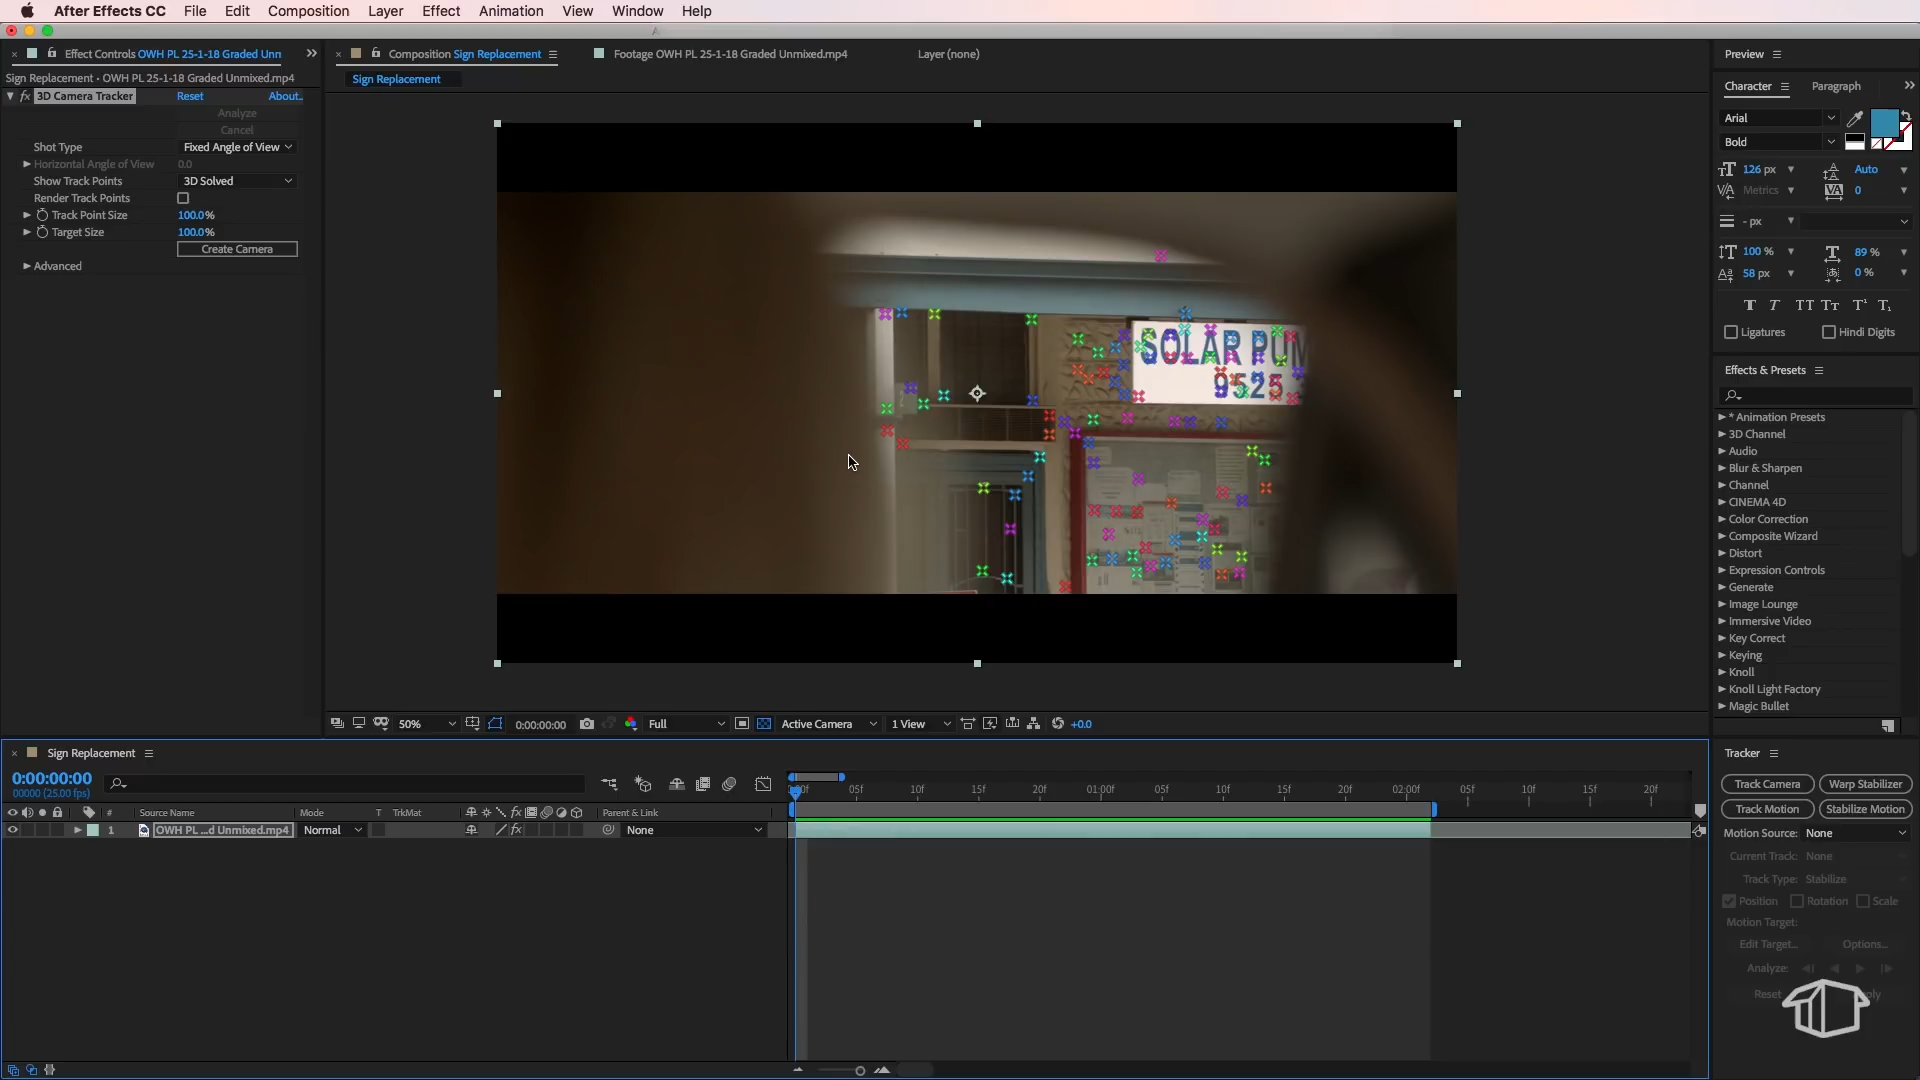 After Effects CC File Edit Composition Layer Effect Animation View Window Help
Effect Controls OWH PL 25-1-18 Graded Unn
Composition Sign Replacement
Footage OWH PL 25-1-18 Graded Unmixed.mp4
Layer (none)
Sign Replacement • OWH PL 25-1-18 Graded Unmixed.mp4
Sign Replacement
fx 3D Camera Tracker Reset About..
Analyze
Cancel
Shot Type Fixed Angle of View
Horizontal Angle of View 0.0
Show Track Points 3D Solved
Render Track Points
Track Point Size 100.0%
Target Size 100.0%
Create Camera
Advanced
SOLAR PUM
9525
50% 0:00:00:00 Full Active Camera 1 View +0.0
Preview
Character Paragraph
Arial
Bold
126 px Auto
Metrics 0
- px
100 % 89 %
58 px 0 %
Ligatures Hindi Digits
Effects & Presets
* Animation Presets
3D Channel
Audio
Blur & Sharpen
Channel
CINEMA 4D
Color Correction
Composite Wizard
Distort
Expression Controls
Generate
Image Lounge
Immersive Video
Key Correct
Keying
Knoll
Knoll Light Factory
Magic Bullet
Sign Replacement
0:00:00:00
00000 (25.00 fps)
# Source Name Mode T TrkMat Parent & Link
1 OWH PL ...d Unmixed.mp4 Normal fx None
05f 10f 15f 20f 01:00f 05f 10f 15f 20f 02:00f 05f 10f 15f 20f
Tracker
Track Camera Warp Stabilizer
Track Motion Stabilize Motion
Motion Source: None
Current Track: None
Track Type: Stabilize
Position Rotation Scale
Motion Target:
Edit Target... Options...
Analyze:
Reset